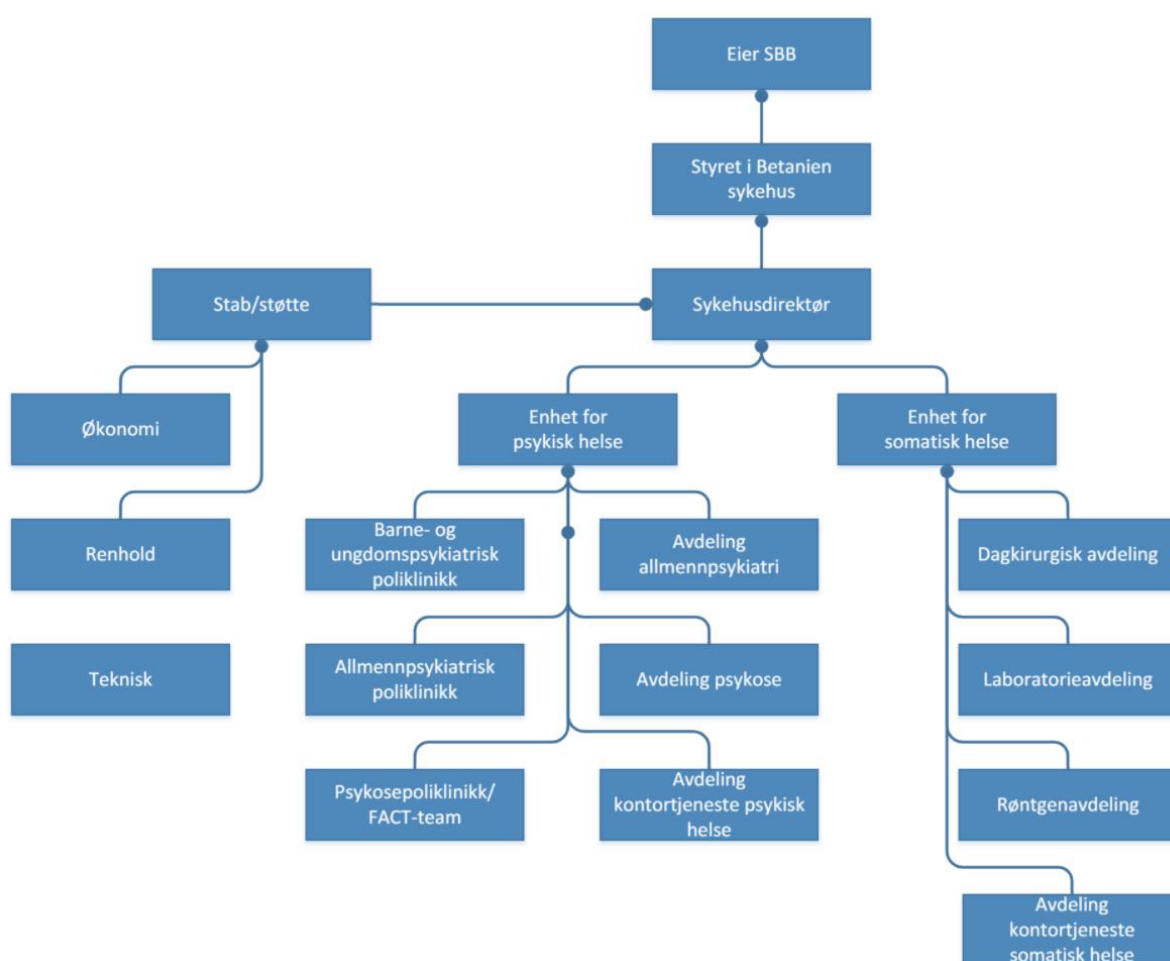 Eier SBB
Styret i Betanien
sykehus
Stab/støtte
Sykehusdirektør
Økonomi
Enhet for
psykisk helse
Enhet for
somatisk helse
Renhold
Barne- og
ungdomspsykiatrisk
poliklinikk
Avdeling
allmennpsykiatri
Dagkirurgisk avdeling
Teknisk
Allmennpsykiatrisk
poliklinikk
Avdeling psykose
Laboratorieavdeling
Psykosepoliklinikk/
FACT-team
Avdeling
kontortjeneste psykisk
helse
Røntgenavdeling
Avdeling
kontortjeneste
somatisk helse